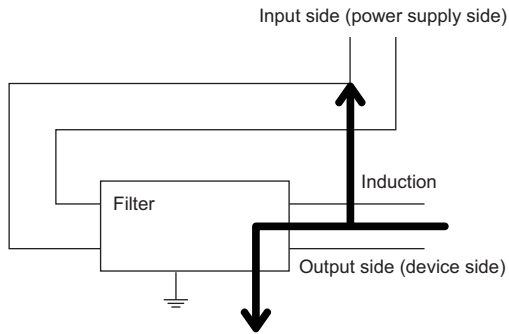 Input side (power supply side)
Induction
Filter
Output side (device side)